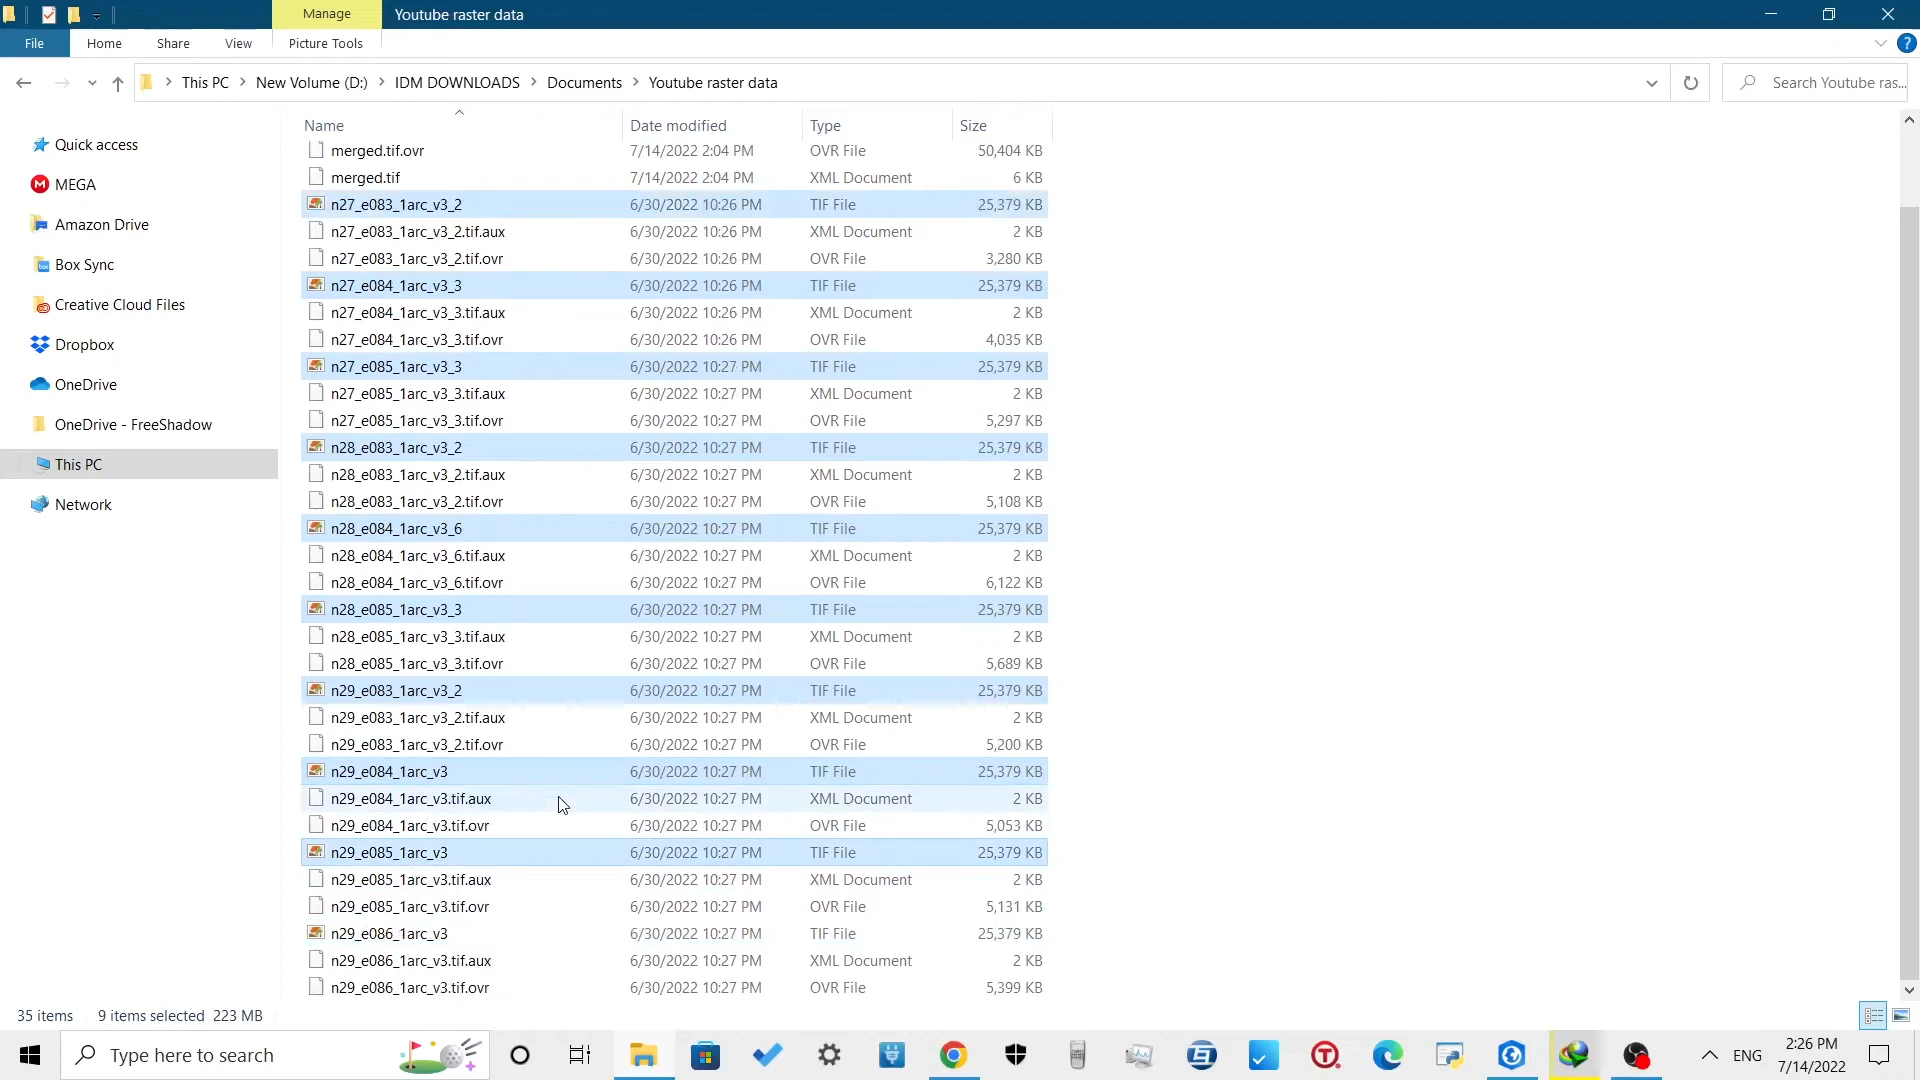 Manage
Youtube raster data
File
Home
Share
View
Picture Tools
This PC
New Volume (D:)
IDM DOWNLOADS
Documents
Youtube raster data
Search Youtube ras...
Quick access
MEGA
Amazon Drive
Box Sync
Creative Cloud Files
Dropbox
OneDrive
OneDrive - FreeShadow
This PC
Network
Name Date modified Type Size
merged.tif.ovr 7/14/2022 2:04 PM OVR File 50,404 KB
merged.tif 7/14/2022 2:04 PM XML Document 6 KB
n27_e083_1arc_v3_2 6/30/2022 10:26 PM TIF File 25,379 KB
n27_e083_1arc_v3_2.tif.aux 6/30/2022 10:26 PM XML Document 2 KB
n27_e083_1arc_v3_2.tif.ovr 6/30/2022 10:26 PM OVR File 3,280 KB
n27_e084_1arc_v3_3 6/30/2022 10:26 PM TIF File 25,379 KB
n27_e084_1arc_v3_3.tif.aux 6/30/2022 10:26 PM XML Document 2 KB
n27_e084_1arc_v3_3.tif.ovr 6/30/2022 10:26 PM OVR File 4,035 KB
n27_e085_1arc_v3_3 6/30/2022 10:27 PM TIF File 25,379 KB
n27_e085_1arc_v3_3.tif.aux 6/30/2022 10:27 PM XML Document 2 KB
n27_e085_1arc_v3_3.tif.ovr 6/30/2022 10:27 PM OVR File 5,297 KB
n28_e083_1arc_v3_2 6/30/2022 10:27 PM TIF File 25,379 KB
n28_e083_1arc_v3_2.tif.aux 6/30/2022 10:27 PM XML Document 2 KB
n28_e083_1arc_v3_2.tif.ovr 6/30/2022 10:27 PM OVR File 5,108 KB
n28_e084_1arc_v3_6 6/30/2022 10:27 PM TIF File 25,379 KB
n28_e084_1arc_v3_6.tif.aux 6/30/2022 10:27 PM XML Document 2 KB
n28_e084_1arc_v3_6.tif.ovr 6/30/2022 10:27 PM OVR File 6,122 KB
n28_e085_1arc_v3_3 6/30/2022 10:27 PM TIF File 25,379 KB
n28_e085_1arc_v3_3.tif.aux 6/30/2022 10:27 PM XML Document 2 KB
n28_e085_1arc_v3_3.tif.ovr 6/30/2022 10:27 PM OVR File 5,689 KB
n29_e083_1arc_v3_2 6/30/2022 10:27 PM TIF File 25,379 KB
n29_e083_1arc_v3_2.tif.aux 6/30/2022 10:27 PM XML Document 2 KB
n29_e083_1arc_v3_2.tif.ovr 6/30/2022 10:27 PM OVR File 5,200 KB
n29_e084_1arc_v3 6/30/2022 10:27 PM TIF File 25,379 KB
n29_e084_1arc_v3.tif.aux 6/30/2022 10:27 PM XML Document 2 KB
n29_e084_1arc_v3.tif.ovr 6/30/2022 10:27 PM OVR File 5,053 KB
n29_e085_1arc_v3 6/30/2022 10:27 PM TIF File 25,379 KB
n29_e085_1arc_v3.tif.aux 6/30/2022 10:27 PM XML Document 2 KB
n29_e085_1arc_v3.tif.ovr 6/30/2022 10:27 PM OVR File 5,131 KB
n29_e086_1arc_v3 6/30/2022 10:27 PM TIF File 25,379 KB
n29_e086_1arc_v3.tif.aux 6/30/2022 10:27 PM XML Document 2 KB
n29_e086_1arc_v3.tif.ovr 6/30/2022 10:27 PM OVR File 5,399 KB
35 items 9 items selected 223 MB
Type here to search
ENG
2:26 PM
7/14/2022